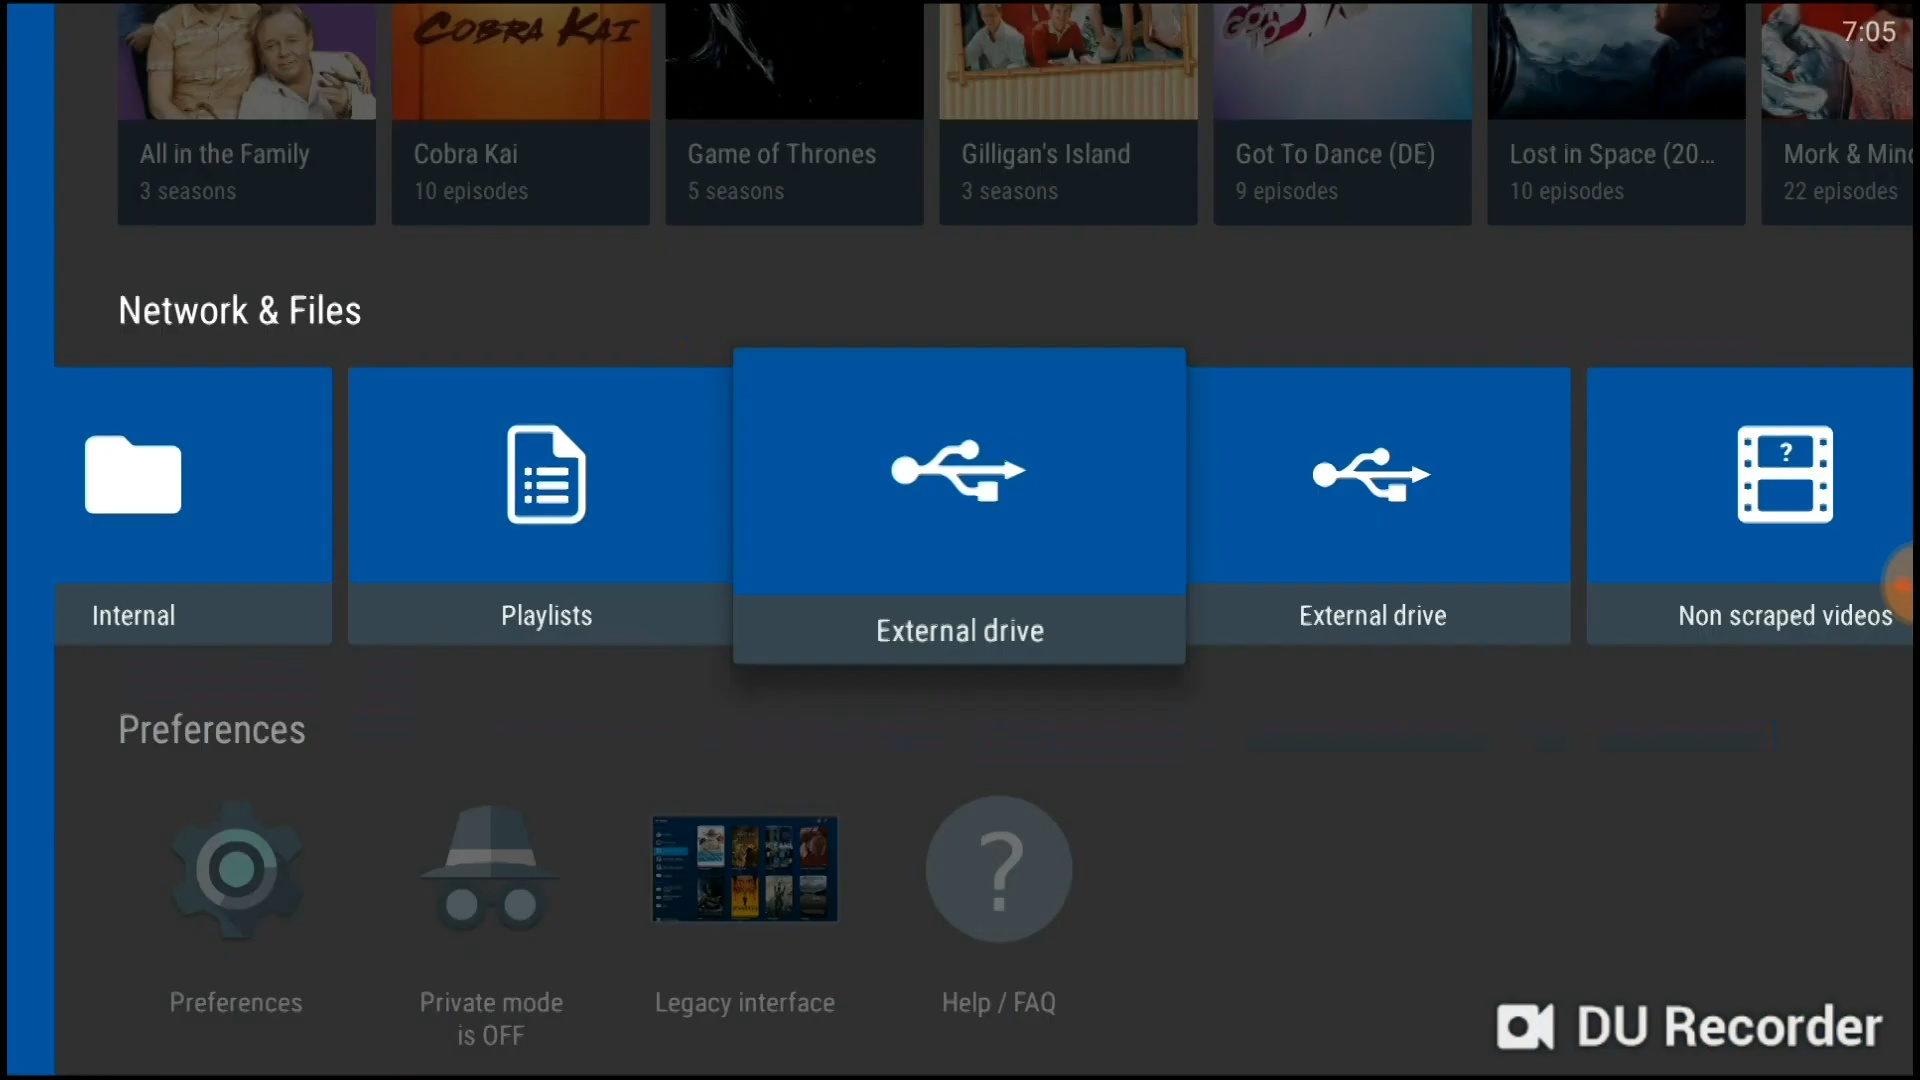 7:05
COBRA KAI
All in the Family
3 seasons
Cobra Kai
10 episodes
Game of Thrones
5 seasons
Gilligan's Island
3 seasons
Got To Dance (DE)
9 episodes
Lost in Space (20...
10 episodes
Mork &
22 episodes
Network & Files
Internal
Playlists
External drive
External drive
?
Non scraped videos
Preferences
?
Preferences
Private mode
is OFF
Legacy interface
Help / FAQ
DU Recorder